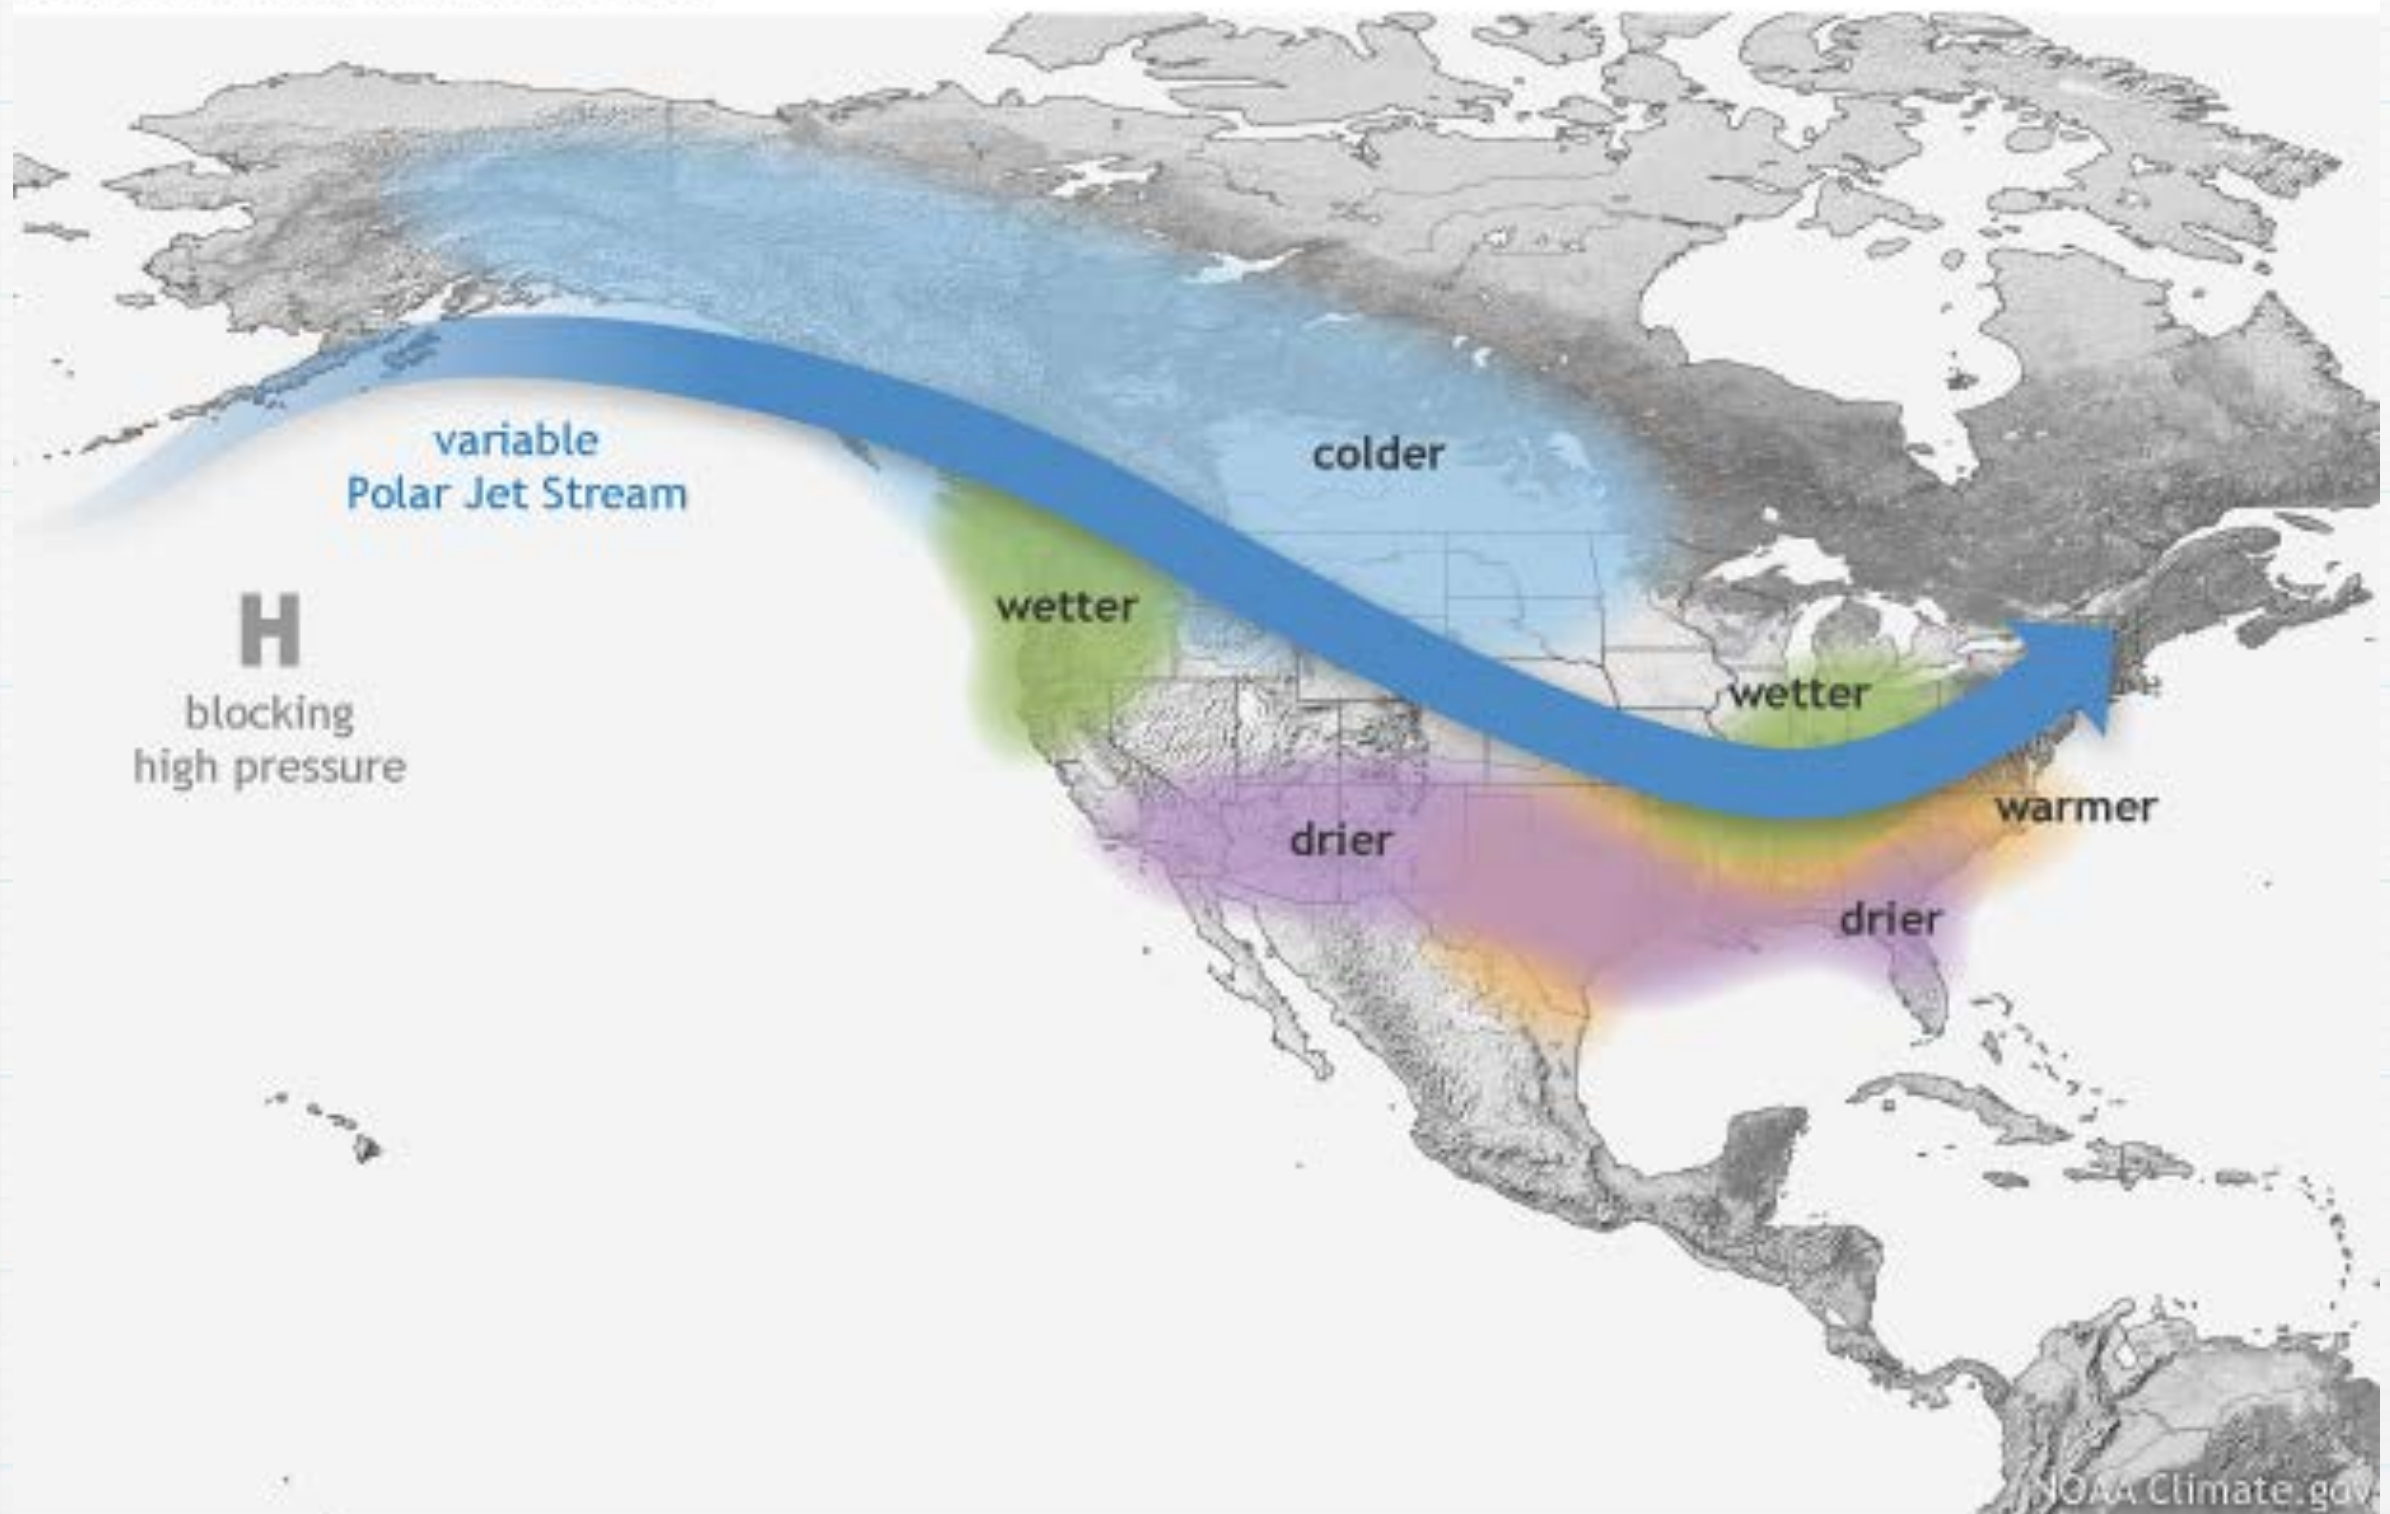 variable
Polar Jet Stream
colder
H
wetter
blocking
high pressure
wetter
warmer
drier
drier
NOAA Climate.gov